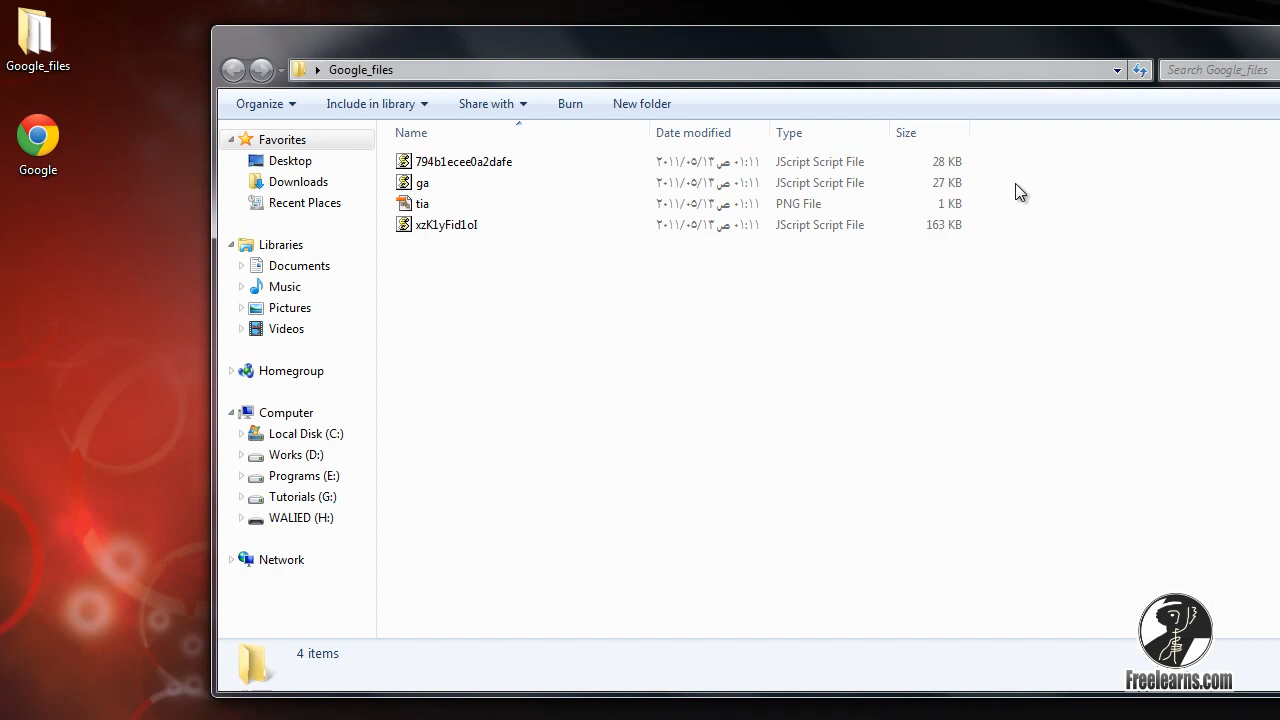 Google_files
Google
Google_files
Search Google_files
Organize
Include in library
Share with
Burn
New folder
Name
Date modified
Type
Size
794b1ecee0a2dafe ٢٠١١/٠٥/١٣ ص ٠١:١١ JScript Script File 28 KB
ga ٢٠١١/٠٥/١٣ ص ٠١:١١ JScript Script File 27 KB
tia ٢٠١١/٠٥/١٣ ص ٠١:١١ PNG File 1 KB
xzK1yFid1oI ٢٠١١/٠٥/١٣ ص ٠١:١١ JScript Script File 163 KB
Favorites
Desktop
Downloads
Recent Places
Libraries
Documents
Music
Pictures
Videos
Homegroup
Computer
Local Disk (C:)
Works (D:)
Programs (E:)
Tutorials (G:)
WALIED (H:)
Network
4 items
Freelearns.com